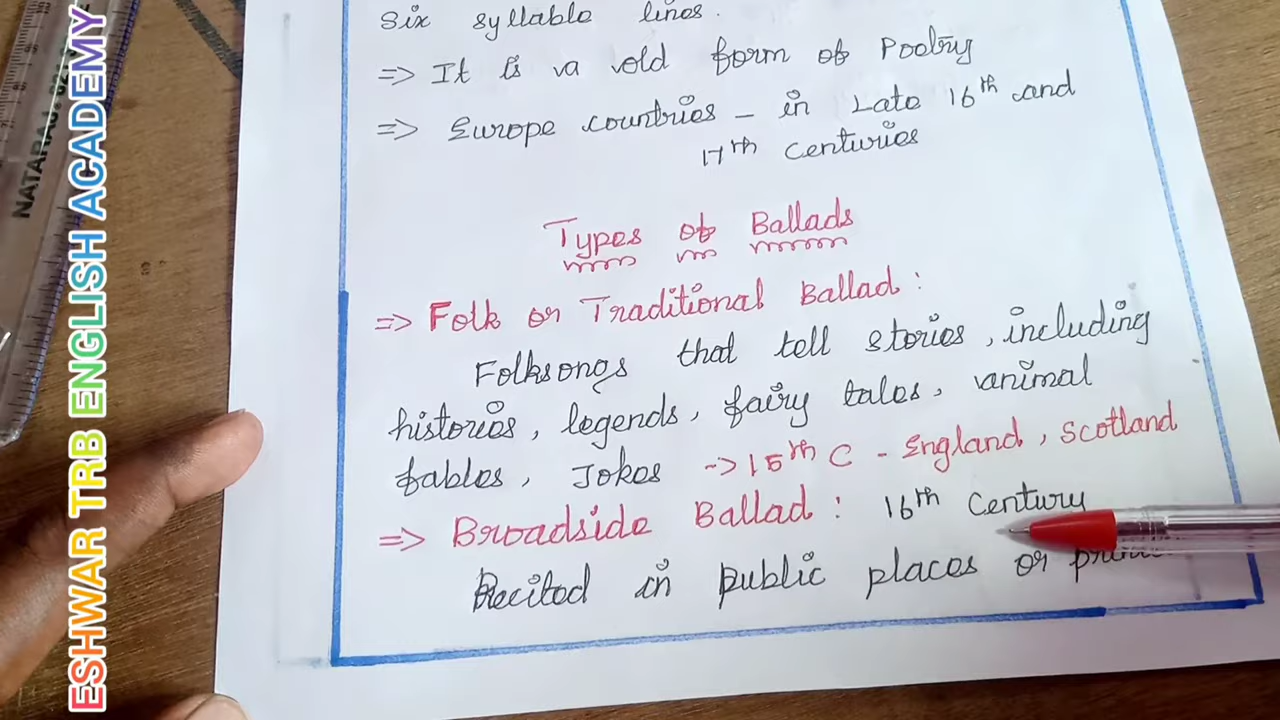 Six syllable lines.
=> It is a old form of Poetry
=> Europe countries - in Late 16th and
17th Centuries
Types of Ballads
=> Folk or Traditional Ballad :
Folksongs that tell stories, including
histories, legends, fairy tales, animal
fables, Jokes -> 15th C - England, Scotland
=> Broadside Ballad : 16th Century
Recited in public places or
ESHWAR TRB ENGLISH ACADEMY
NATARAJ